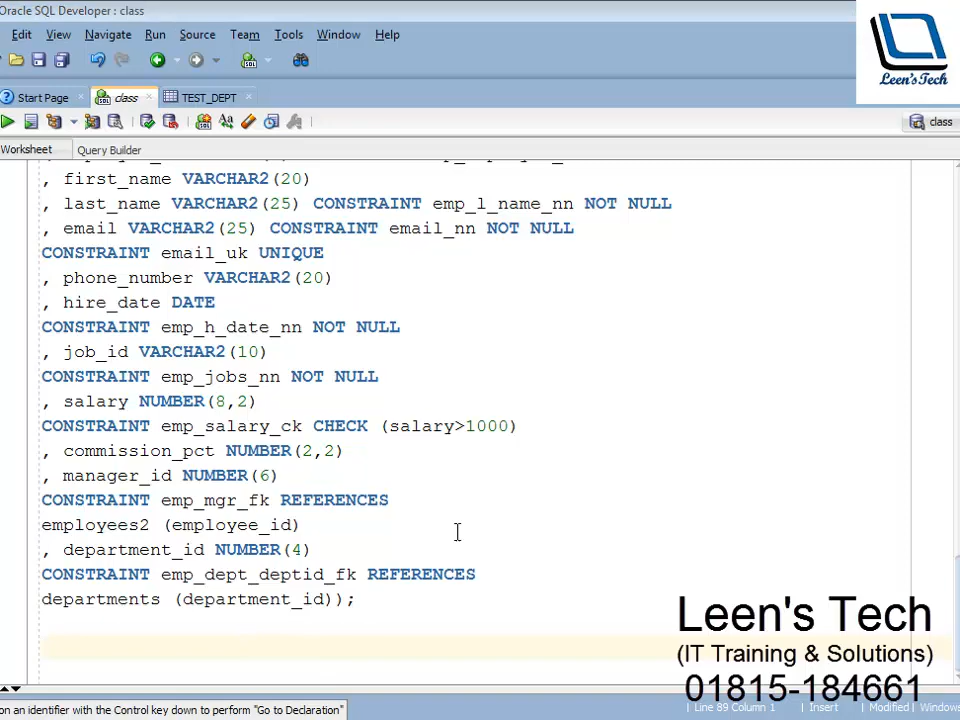 Oracle SQL Developer : class
Edit View Navigate Run Source Team Tools Window Help
Leen'sTech
Start Page class TEST_DEPT
class
Worksheet Query Builder
, first_name VARCHAR2(20)
, last_name VARCHAR2(25) CONSTRAINT emp_l_name_nn NOT NULL
, email VARCHAR2(25) CONSTRAINT email_nn NOT NULL
CONSTRAINT email_uk UNIQUE
, phone_number VARCHAR2(20)
, hire_date DATE
CONSTRAINT emp_h_date_nn NOT NULL
, job_id VARCHAR2(10)
CONSTRAINT emp_jobs_nn NOT NULL
, salary NUMBER(8,2)
CONSTRAINT emp_salary_ck CHECK (salary>1000)
, commission_pct NUMBER(2,2)
, manager_id NUMBER(6)
CONSTRAINT emp_mgr_fk REFERENCES
employees2 (employee_id)
, department_id NUMBER(4)
CONSTRAINT emp_dept_deptid_fk REFERENCES
departments (department_id));
Leen's Tech
(IT Training & Solutions)
01815-184661
on an identifier with the Control key down to perform "Go to Declaration"
Line 89 Column 1 Insert Modified Windows